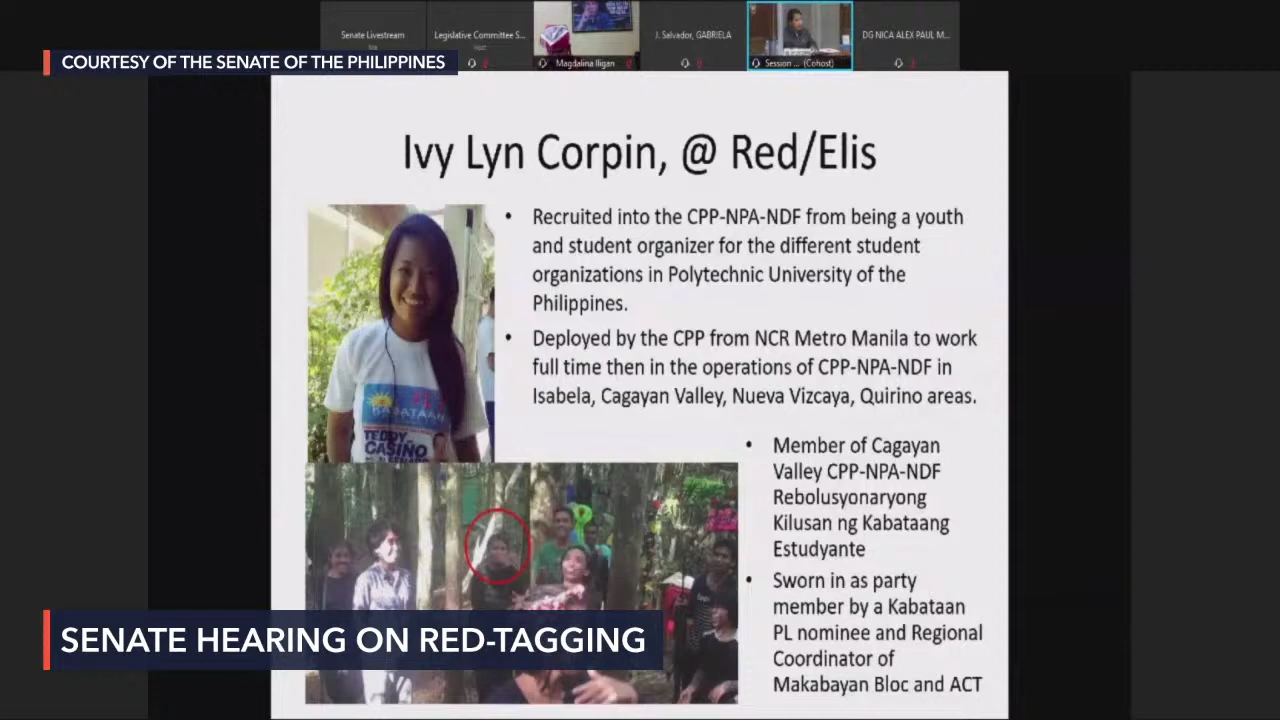 Senate Livestream
Legislative Committee S...
Host
Magdalina Iligan
J. Salvador, GABRIELA
Session ... (Cohost)
DG NICA ALEX PAUL M...
COURTESY OF THE SENATE OF THE PHILIPPINES
Ivy Lyn Corpin, @ Red/Elis
• Recruited into the CPP-NPA-NDF from being a youth
and student organizer for the different student
organizations in Polytechnic University of the
Philippines.
• Deployed by the CPP from NCR Metro Manila to work
full time then in the operations of CPP-NPA-NDF in
Isabela, Cagayan Valley, Nueva Vizcaya, Quirino areas.
KABATAAN
TEDDY
CASIÑO
• Member of Cagayan
Valley CPP-NPA-NDF
Rebolusyonaryong
Kilusan ng Kabataang
Estudyante
• Sworn in as party
member by a Kabataan
PL nominee and Regional
Coordinator of
Makabayan Bloc and ACT
SENATE HEARING ON RED-TAGGING